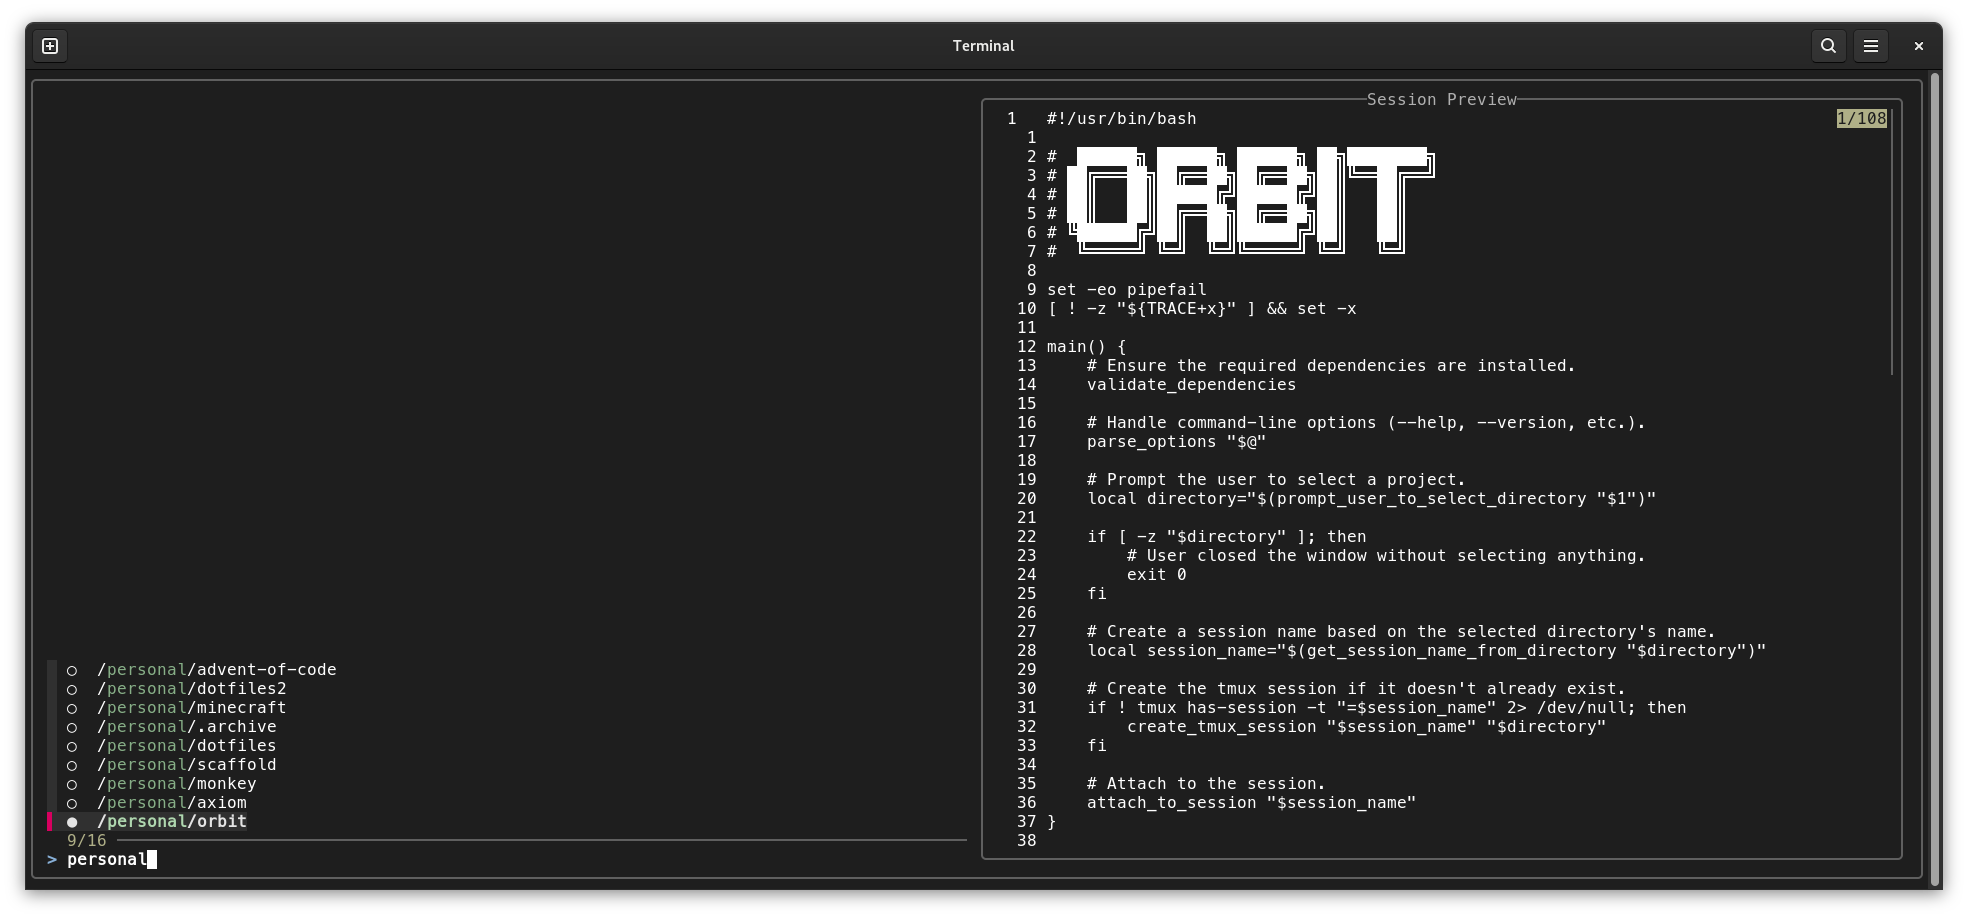 Terminal
○ /personal/advent-of-code
○ /personal/dotfiles2
○ /personal/minecraft
○ /personal/.archive
○ /personal/dotfiles
○ /personal/scaffold
○ /personal/monkey
○ /personal/axiom
● /personal/orbit
9/16
> personal
Session Preview
1 #!/usr/bin/bash 1/108
1
2 #
3 #
4 # ORBIT
5 #
6 #
7 #
8
9 set -eo pipefail
10 [ ! -z "${TRACE+x}" ] && set -x
11
12 main() {
13     # Ensure the required dependencies are installed.
14     validate_dependencies
15
16     # Handle command-line options (--help, --version, etc.).
17     parse_options "$@"
18
19     # Prompt the user to select a project.
20     local directory="$(prompt_user_to_select_directory "$1")"
21
22     if [ -z "$directory" ]; then
23         # User closed the window without selecting anything.
24         exit 0
25     fi
26
27     # Create a session name based on the selected directory's name.
28     local session_name="$(get_session_name_from_directory "$directory")"
29
30     # Create the tmux session if it doesn't already exist.
31     if ! tmux has-session -t "=$session_name" 2> /dev/null; then
32         create_tmux_session "$session_name" "$directory"
33     fi
34
35     # Attach to the session.
36     attach_to_session "$session_name"
37 }
38